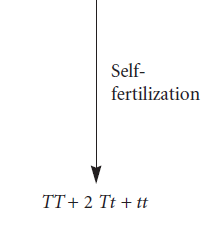 Self-
fertilization
TT + 2 Tt + tt